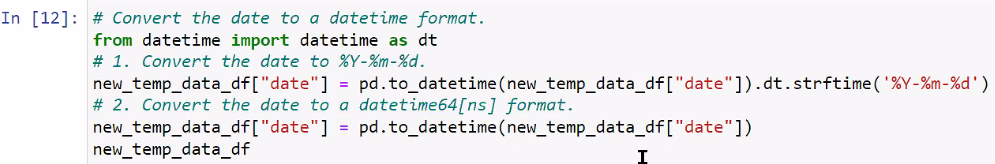 In [12]: # Convert the date to a datetime format.
from datetime import datetime as dt
# 1. Convert the date to %Y-%m-%d.
new_temp_data_df["date"] = pd.to_datetime(new_temp_data_df["date"]).dt.strftime('%Y-%m-%d')
# 2. Convert the date to a datetime64[ns] format.
new_temp_data_df["date"] = pd.to_datetime(new_temp_data_df["date"])
new_temp_data_df